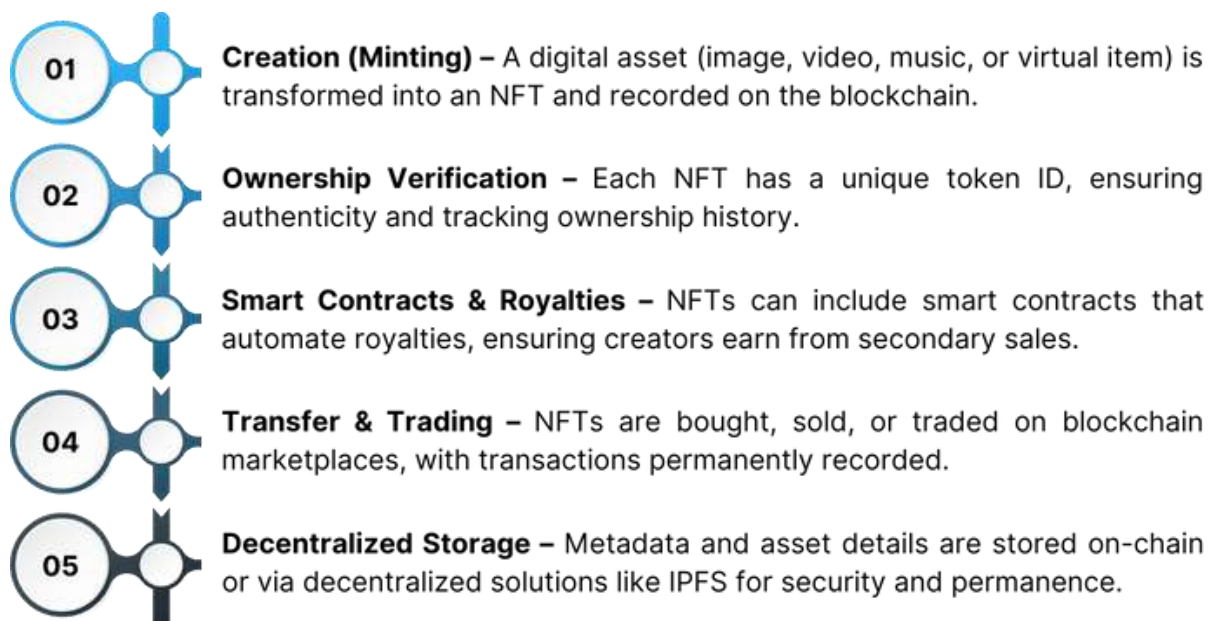 01
Creation (Minting) – A digital asset (image, video, music, or virtual item) is
transformed into an NFT and recorded on the blockchain.
02
Ownership Verification – Each NFT has a unique token ID, ensuring
authenticity and tracking ownership history.
03
Smart Contracts & Royalties – NFTs can include smart contracts that
automate royalties, ensuring creators earn from secondary sales.
04
Transfer & Trading – NFTs are bought, sold, or traded on blockchain
marketplaces, with transactions permanently recorded.
05
Decentralized Storage – Metadata and asset details are stored on-chain
or via decentralized solutions like IPFS for security and permanence.